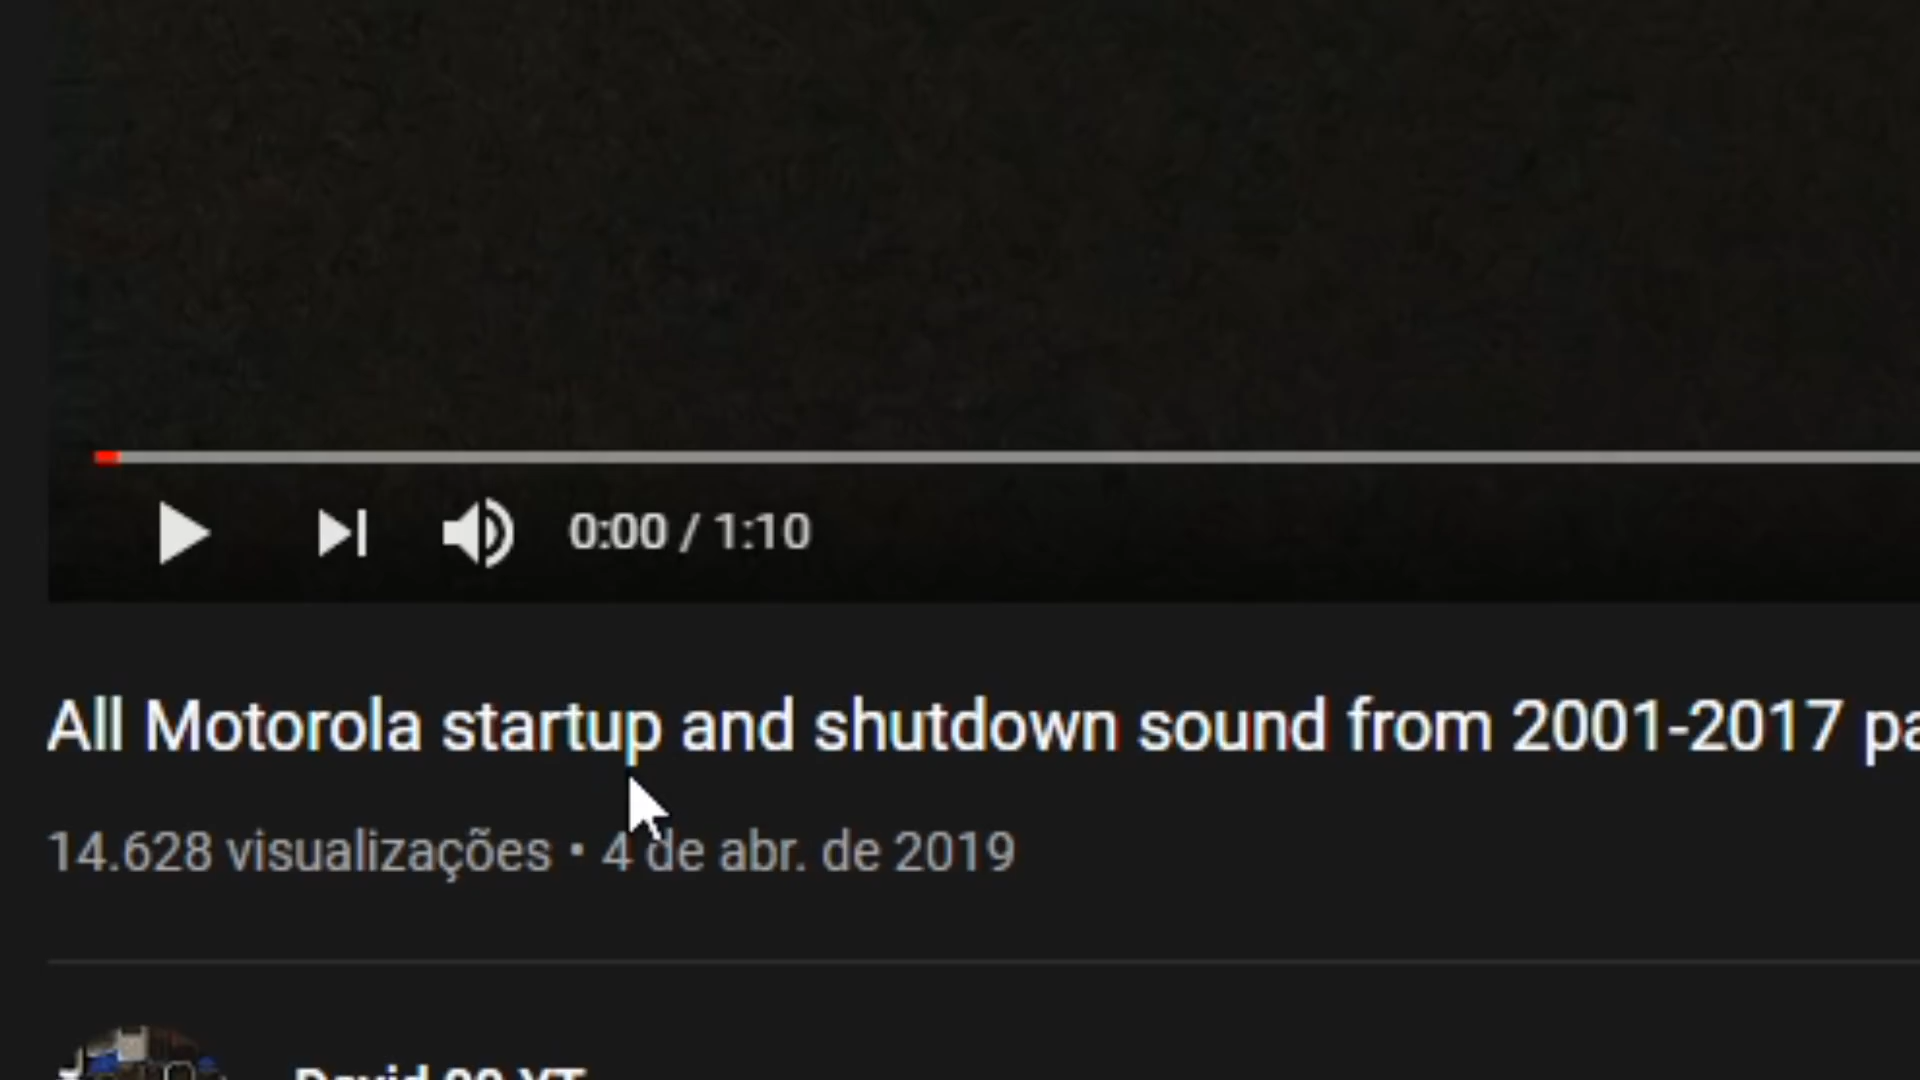 0:00 / 1:10
All Motorola startup and shutdown sound from 2001-2017
14.628 visualizações • 4 de abr. de 2019
David